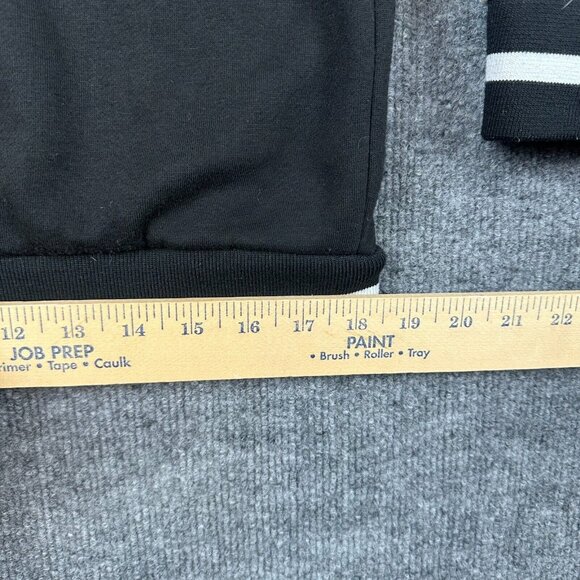 12 13 14 15 16 17 18 19 20 21 22
JOB PREP PAINT
rimer • Tape • Caulk • Brush • Roller • Tray